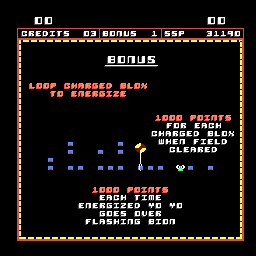 00 00
CREDITS 03 BONUS 1 SSP 31190
BONUS
LOOP CHARGED BLOX
TO ENERGIZE
1000 POINTS
FOR EACH
CHARGED BLOX
WHEN FIELD
CLEARED
1000 POINTS
EACH TIME
ENERGIZED YO YO
GOES OVER
FLASHING BION